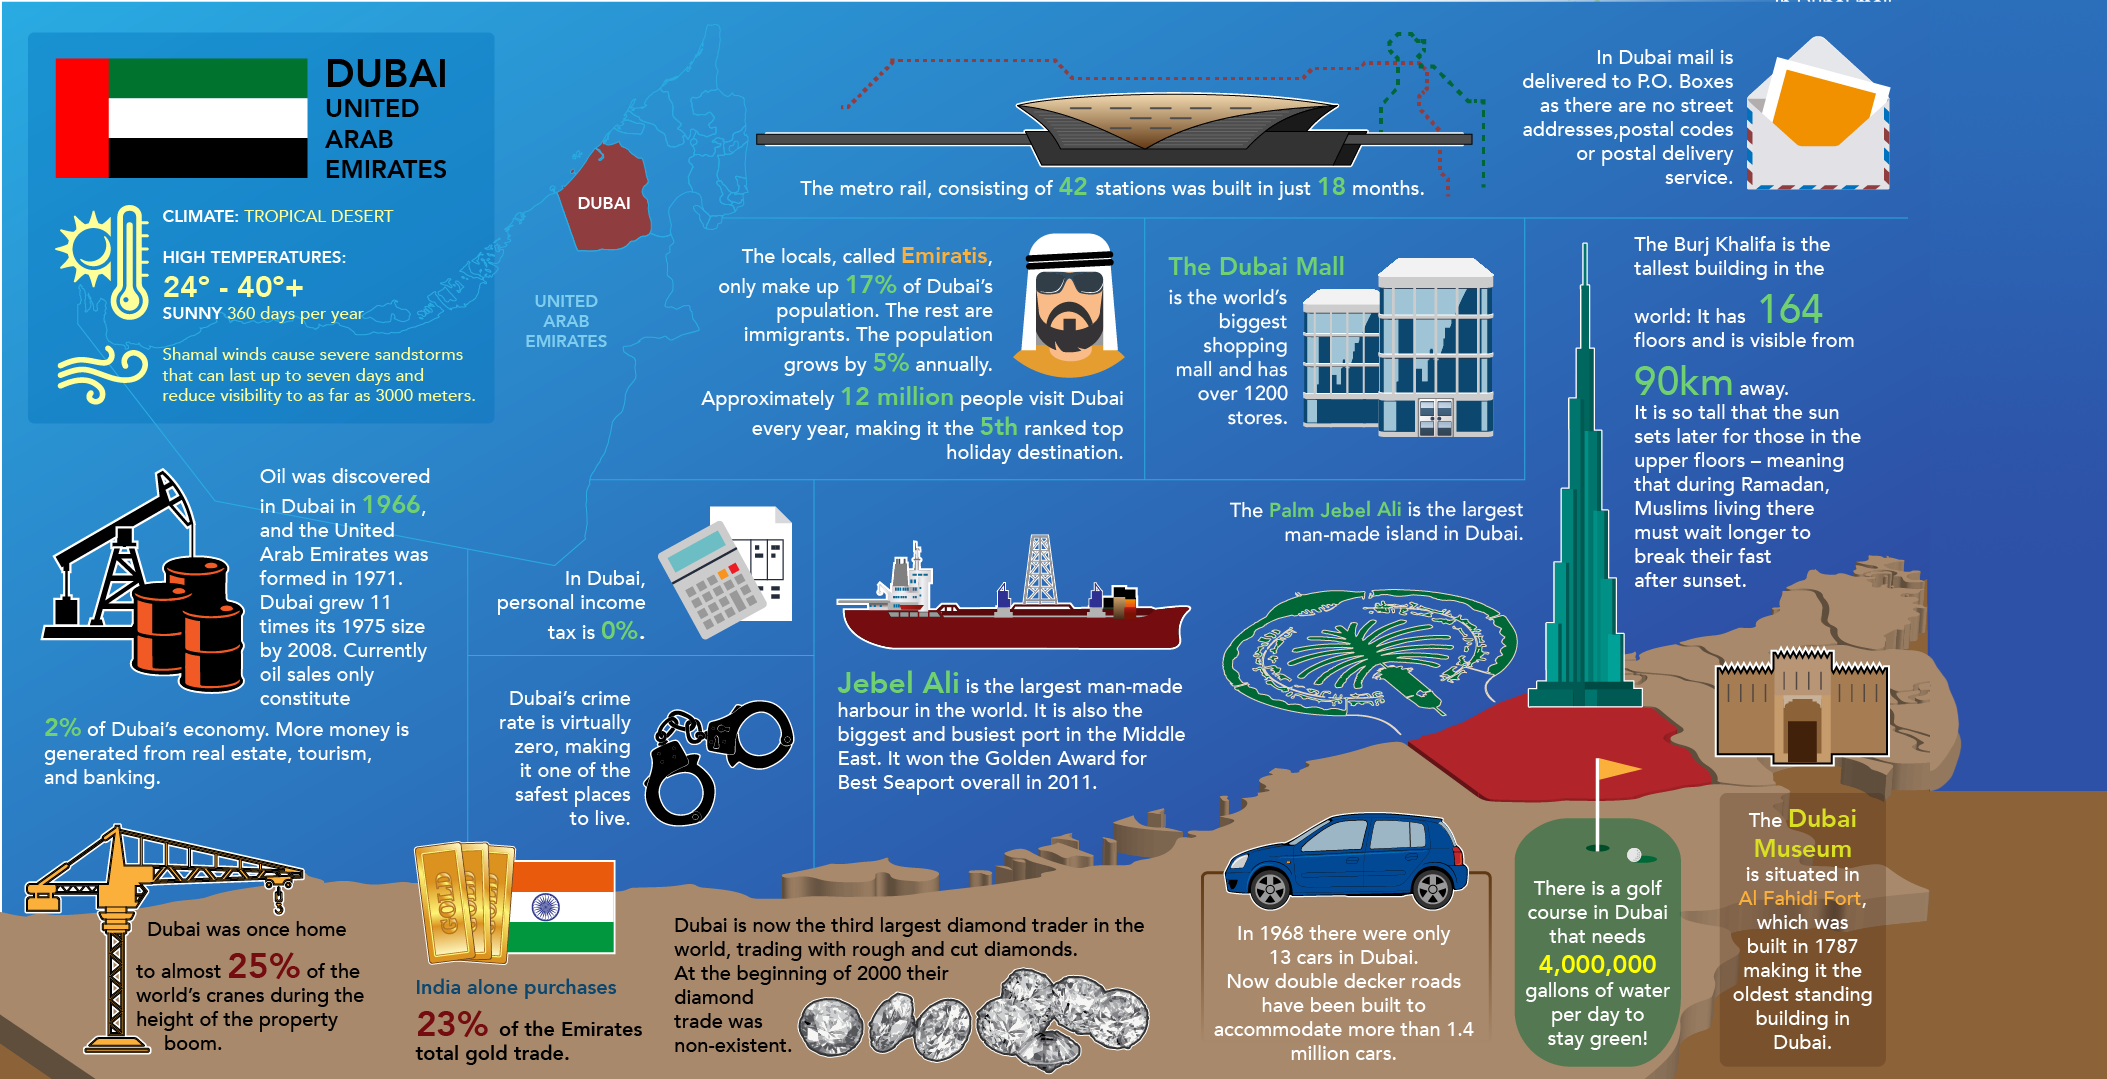 DUBAI
UNITED
ARAB
EMIRATES
CLIMATE: TROPICAL DESERT
HIGH TEMPERATURES:
24° - 40°+
SUNNY 360 days per year
Shamal winds cause severe sandstorms
that can last up to seven days and
reduce visibility to as far as 3000 meters.
DUBAI
UNITED
ARAB
EMIRATES
The metro rail, consisting of 42 stations was built in just 18 months.
In Dubai mail is
delivered to P.O. Boxes
as there are no street
addresses,postal codes
or postal delivery
service.
The locals, called Emiratis,
only make up 17% of Dubai's
population. The rest are
immigrants. The population
grows by 5% annually.
Approximately 12 million people visit Dubai
every year, making it the 5th ranked top
holiday destination.
The Dubai Mall
is the world's
biggest
shopping
mall and has
over 1200
stores.
The Burj Khalifa is the
tallest building in the
world: It has 164
floors and is visible from
90km away.
It is so tall that the sun
sets later for those in the
upper floors – meaning
that during Ramadan,
Muslims living there
must wait longer to
break their fast
after sunset.
Oil was discovered
in Dubai in 1966,
and the United
Arab Emirates was
formed in 1971.
Dubai grew 11
times its 1975 size
by 2008. Currently
oil sales only
constitute
2% of Dubai's economy. More money is
generated from real estate, tourism,
and banking.
In Dubai,
personal income
tax is 0%.
Dubai's crime
rate is virtually
zero, making
it one of the
safest places
to live.
Jebel Ali is the largest man-made
harbour in the world. It is also the
biggest and busiest port in the Middle
East. It won the Golden Award for
Best Seaport overall in 2011.
The Palm Jebel Ali is the largest
man-made island in Dubai.
Dubai was once home
to almost 25% of the
world's cranes during the
height of the property
boom.
GOLD
India alone purchases
23% of the Emirates
total gold trade.
Dubai is now the third largest diamond trader in the
world, trading with rough and cut diamonds.
At the beginning of 2000 their
diamond
trade was
non-existent.
In 1968 there were only
13 cars in Dubai.
Now double decker roads
have been built to
accommodate more than 1.4
million cars.
There is a golf
course in Dubai
that needs
4,000,000
gallons of water
per day to
stay green!
The Dubai
Museum
is situated in
Al Fahidi Fort,
which was
built in 1787
making it the
oldest standing
building in
Dubai.